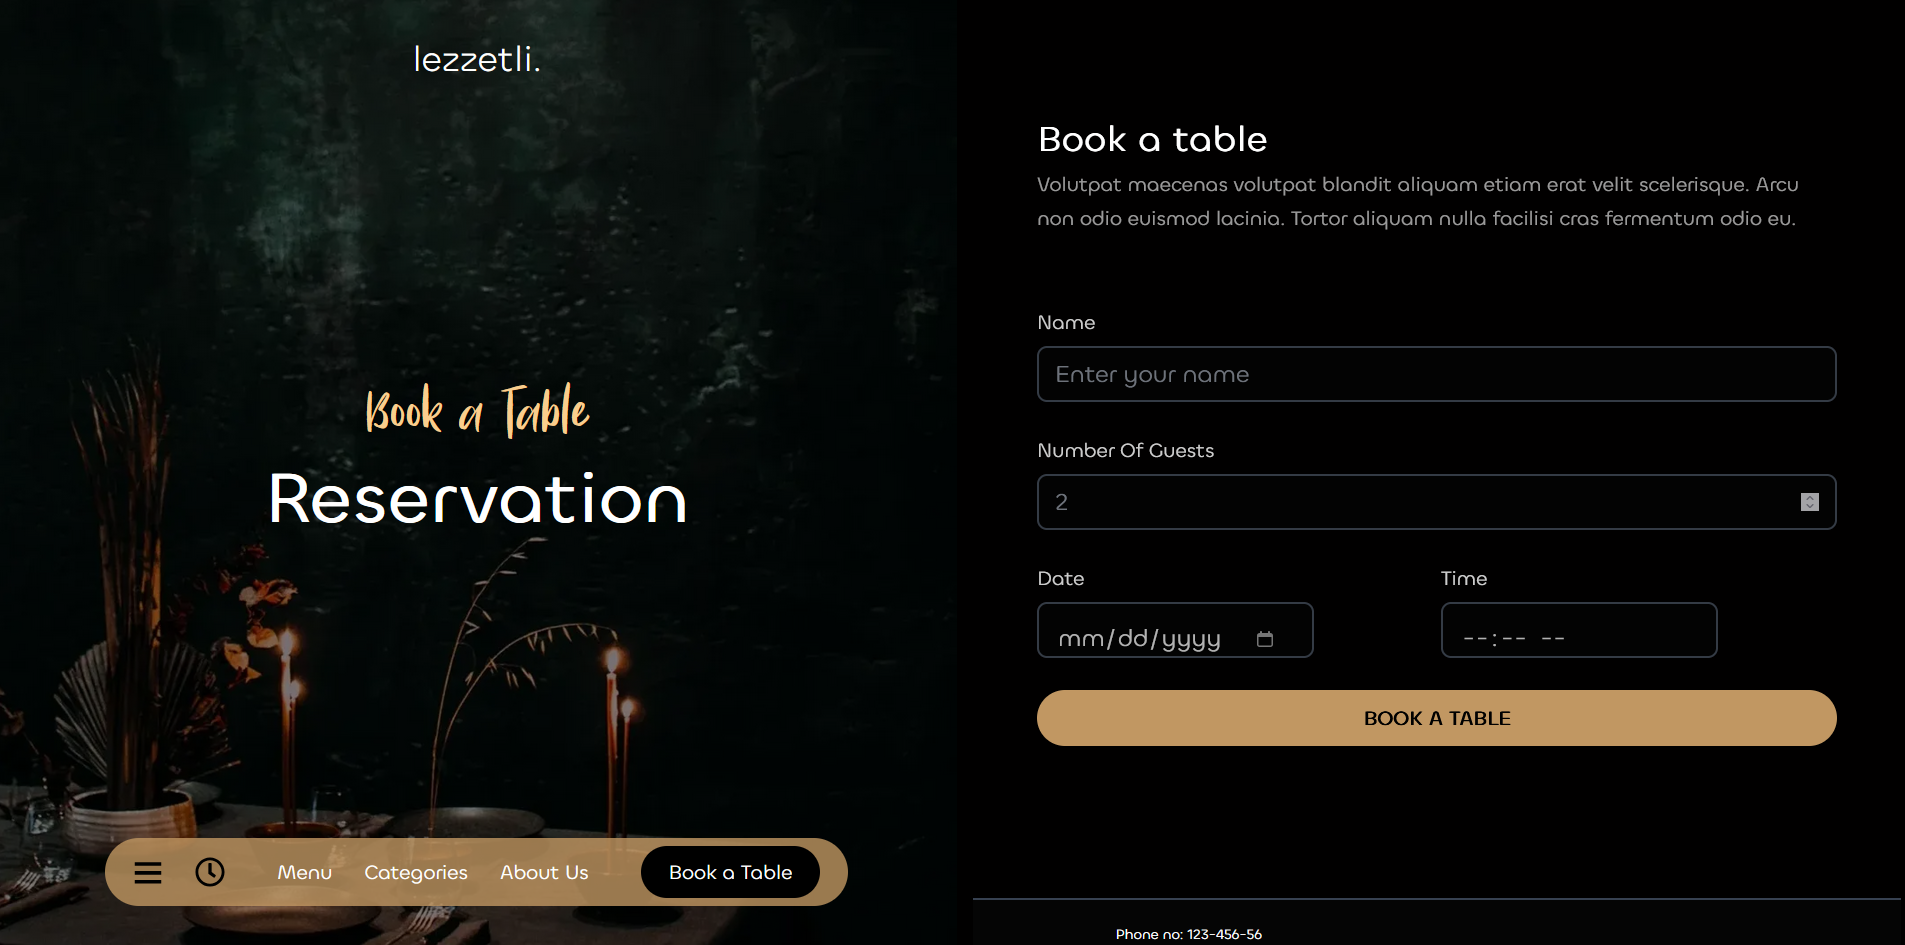 lezzetli.
Book a Table
Reservation
Menu
Categories
About Us
Book a Table
Book a table
Volutpat maecenas volutpat blandit aliquam etiam erat velit scelerisque. Arcu
non odio euismod lacinia. Tortor aliquam nulla facilisi cras fermentum odio eu.
Name
Enter your name
Number Of Guests
2
Date
Time
mm/dd/yyyy
--:-- --
BOOK A TABLE
Phone no: 123-456-56